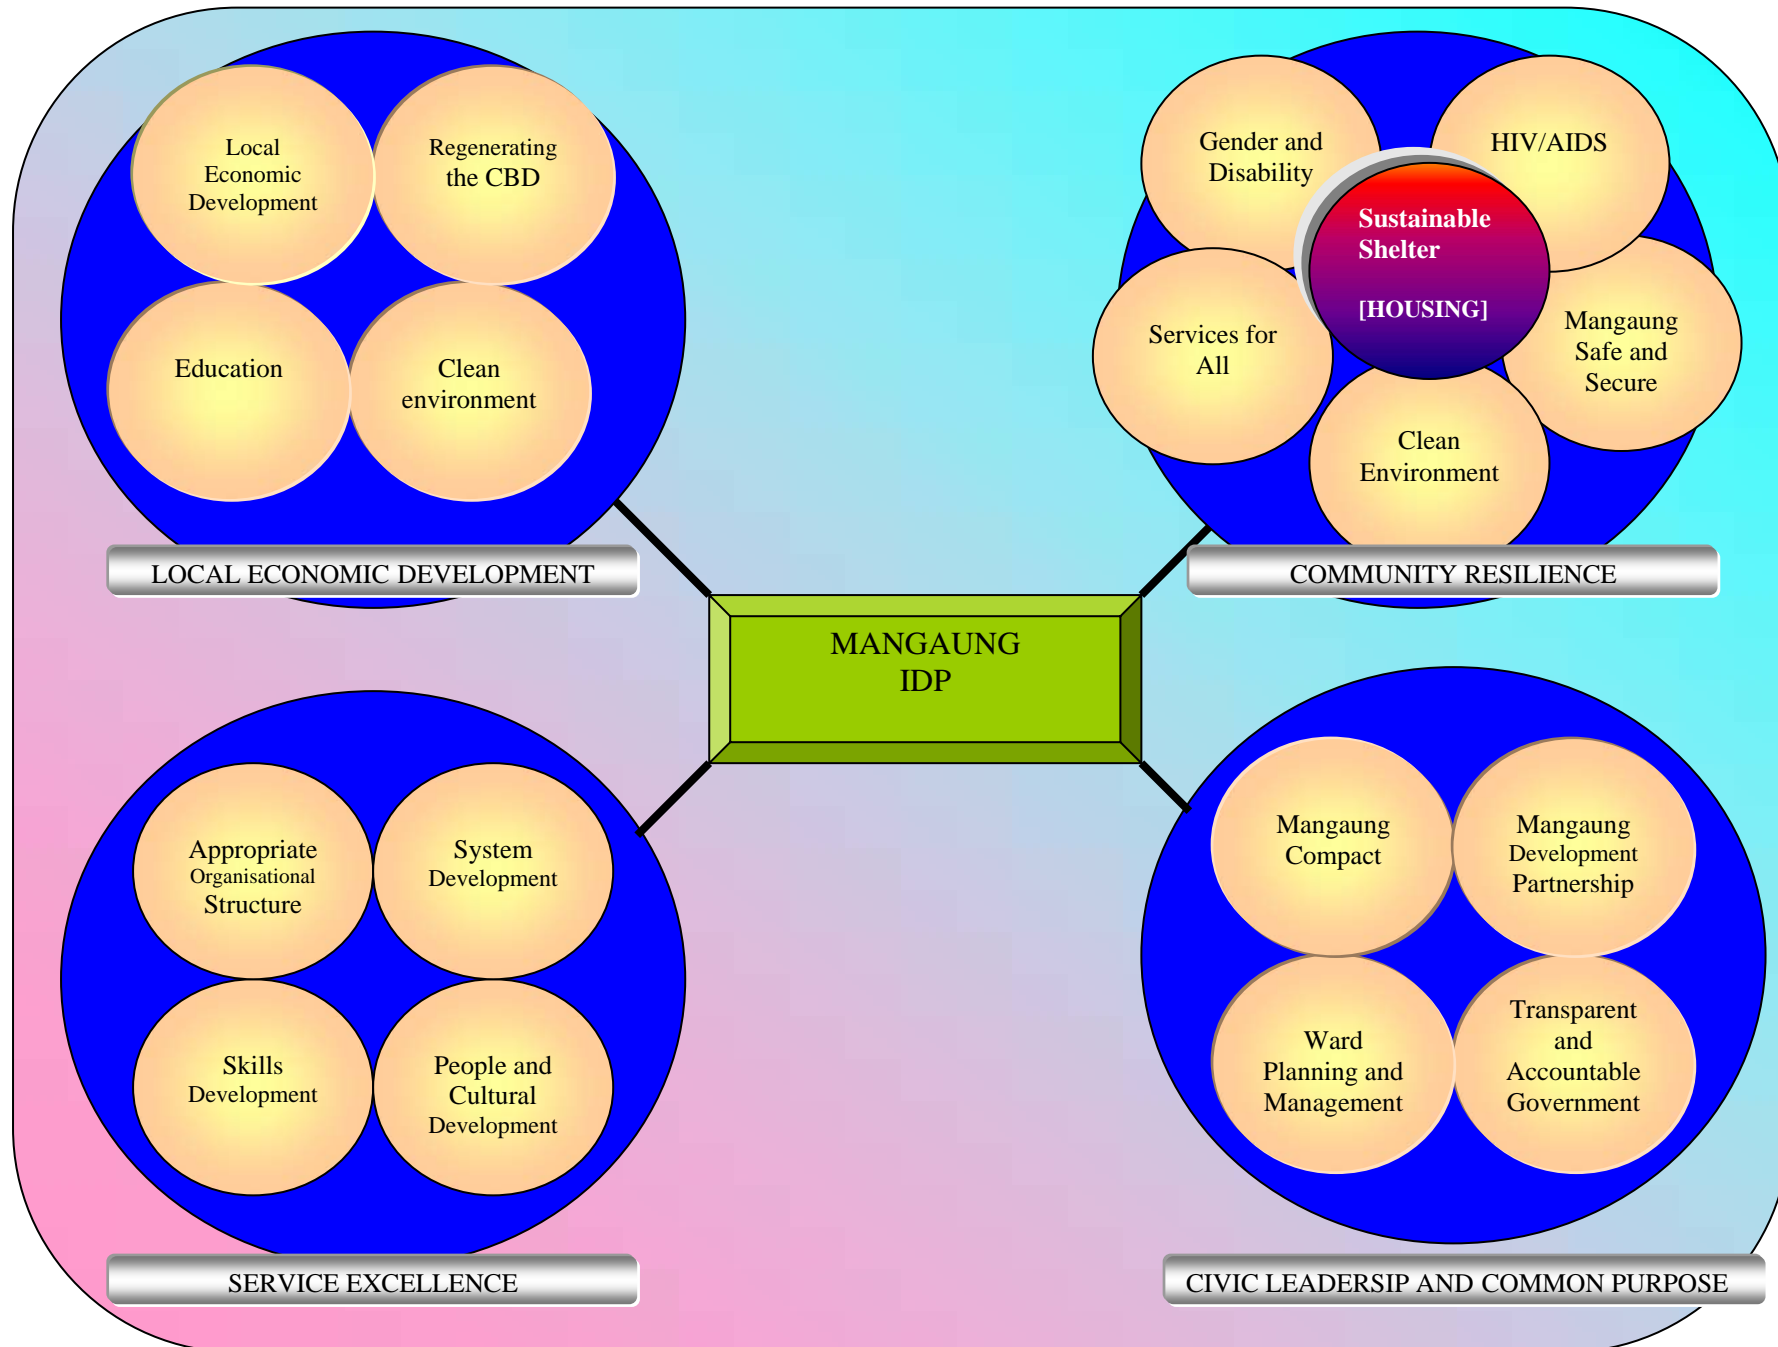 Local
Economic
Development
Regenerating
the CBD
Education
Clean
environment
LOCAL ECONOMIC DEVELOPMENT
Gender and
Disability
HIV/AIDS
Sustainable
Shelter
[HOUSING]
Services for
All
Mangaung
Safe and
Secure
Clean
Environment
COMMUNITY RESILIENCE
MANGAUNG
IDP
Appropriate
Organisational
Structure
System
Development
Skills
Development
People and
Cultural
Development
SERVICE EXCELLENCE
Mangaung
Compact
Mangaung
Development
Partnership
Ward
Planning and
Management
Transparent
and
Accountable
Government
CIVIC LEADERSIP AND COMMON PURPOSE